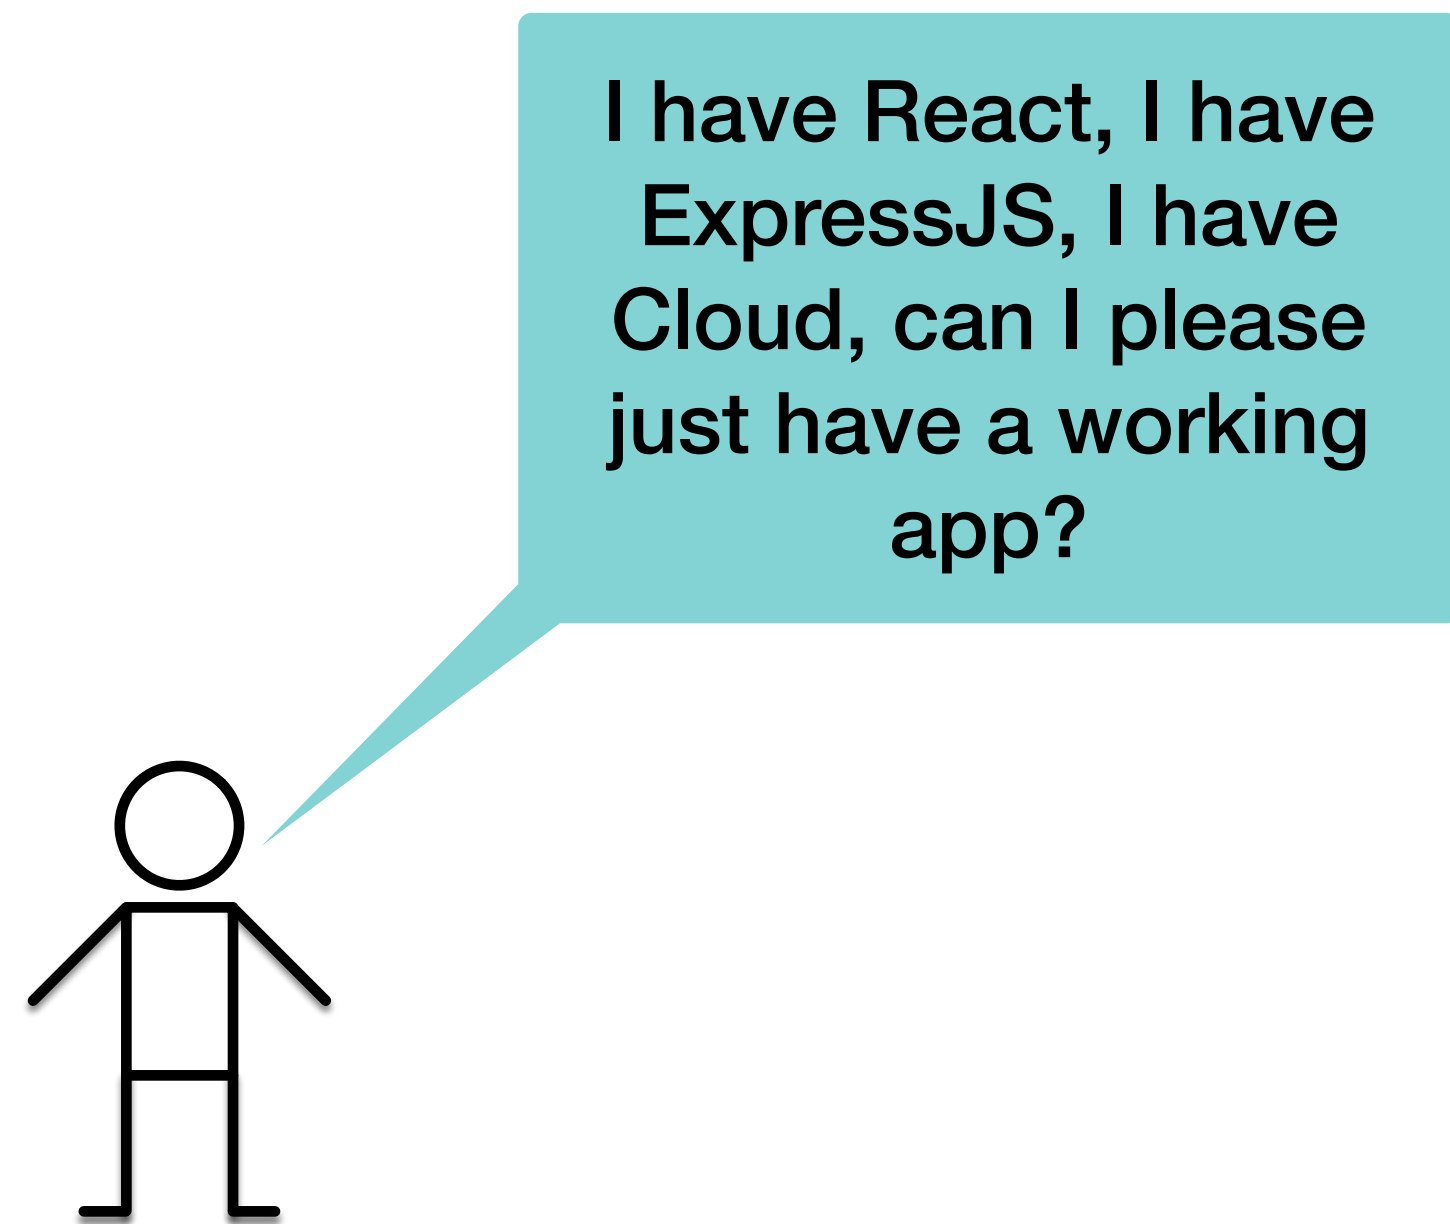 I have React, I have
ExpressJS, I have
Cloud, can I please
just have a working
app?